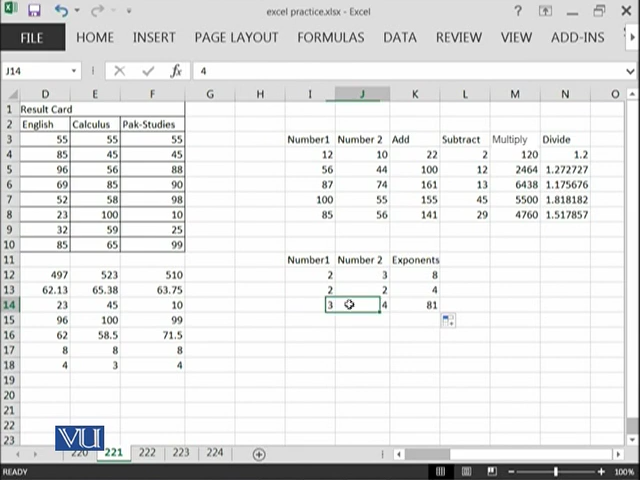 excel practice.xlsx - Excel
FILE HOME INSERT PAGE LAYOUT FORMULAS DATA REVIEW VIEW ADD-INS
J14 fx 4
D E F G H I J K L M N O
1 Result Card
2 English Calculus Pak-Studies
3 55 55 55 Number1 Number 2 Add Subtract Multiply Divide
4 85 45 45 12 10 22 2 120 1.2
5 96 56 88 56 44 100 12 2464 1.272727
6 69 85 90 87 74 161 13 6438 1.175676
7 52 58 98 100 55 155 45 5500 1.818182
8 23 100 10 85 56 141 29 4760 1.517857
9 32 59 25
10 85 65 99
11 Number1 Number 2 Exponents
12 497 523 510 2 3 8
13 62.13 65.38 63.75 2 2 4
14 23 45 10 3 4 81
15 96 100 99
16 62 58.5 71.5
17 8 8 8
18 4 3 4
19
20
21
22
23
VU
220 221 222 223 224
READY 100%